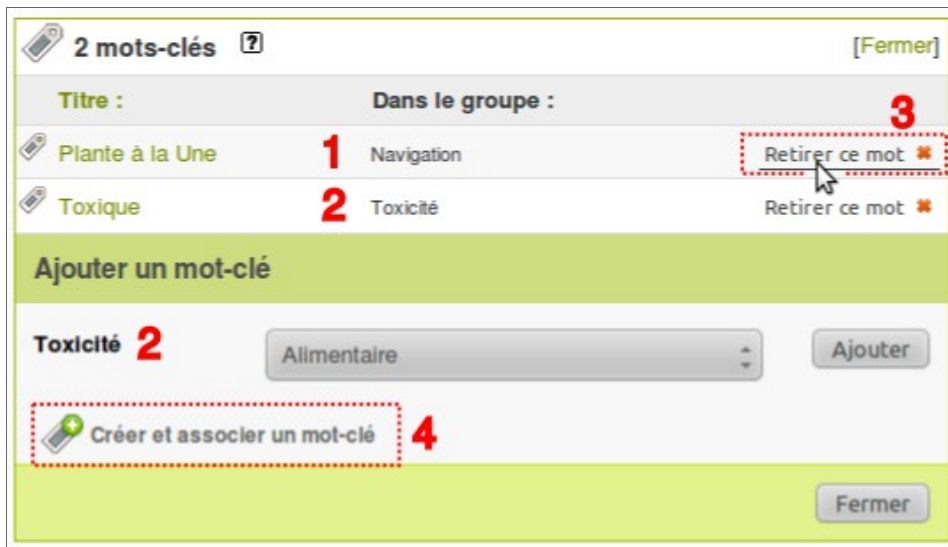 2 mots-clés ? [Fermer]
Titre : Dans le groupe : 3
Plante à la Une 1 Navigation Retirer ce mot
Toxique 2 Toxicité Retirer ce mot
Ajouter un mot-clé
Toxicité 2 Alimentaire Ajouter
Créer et associer un mot-clé 4
Fermer